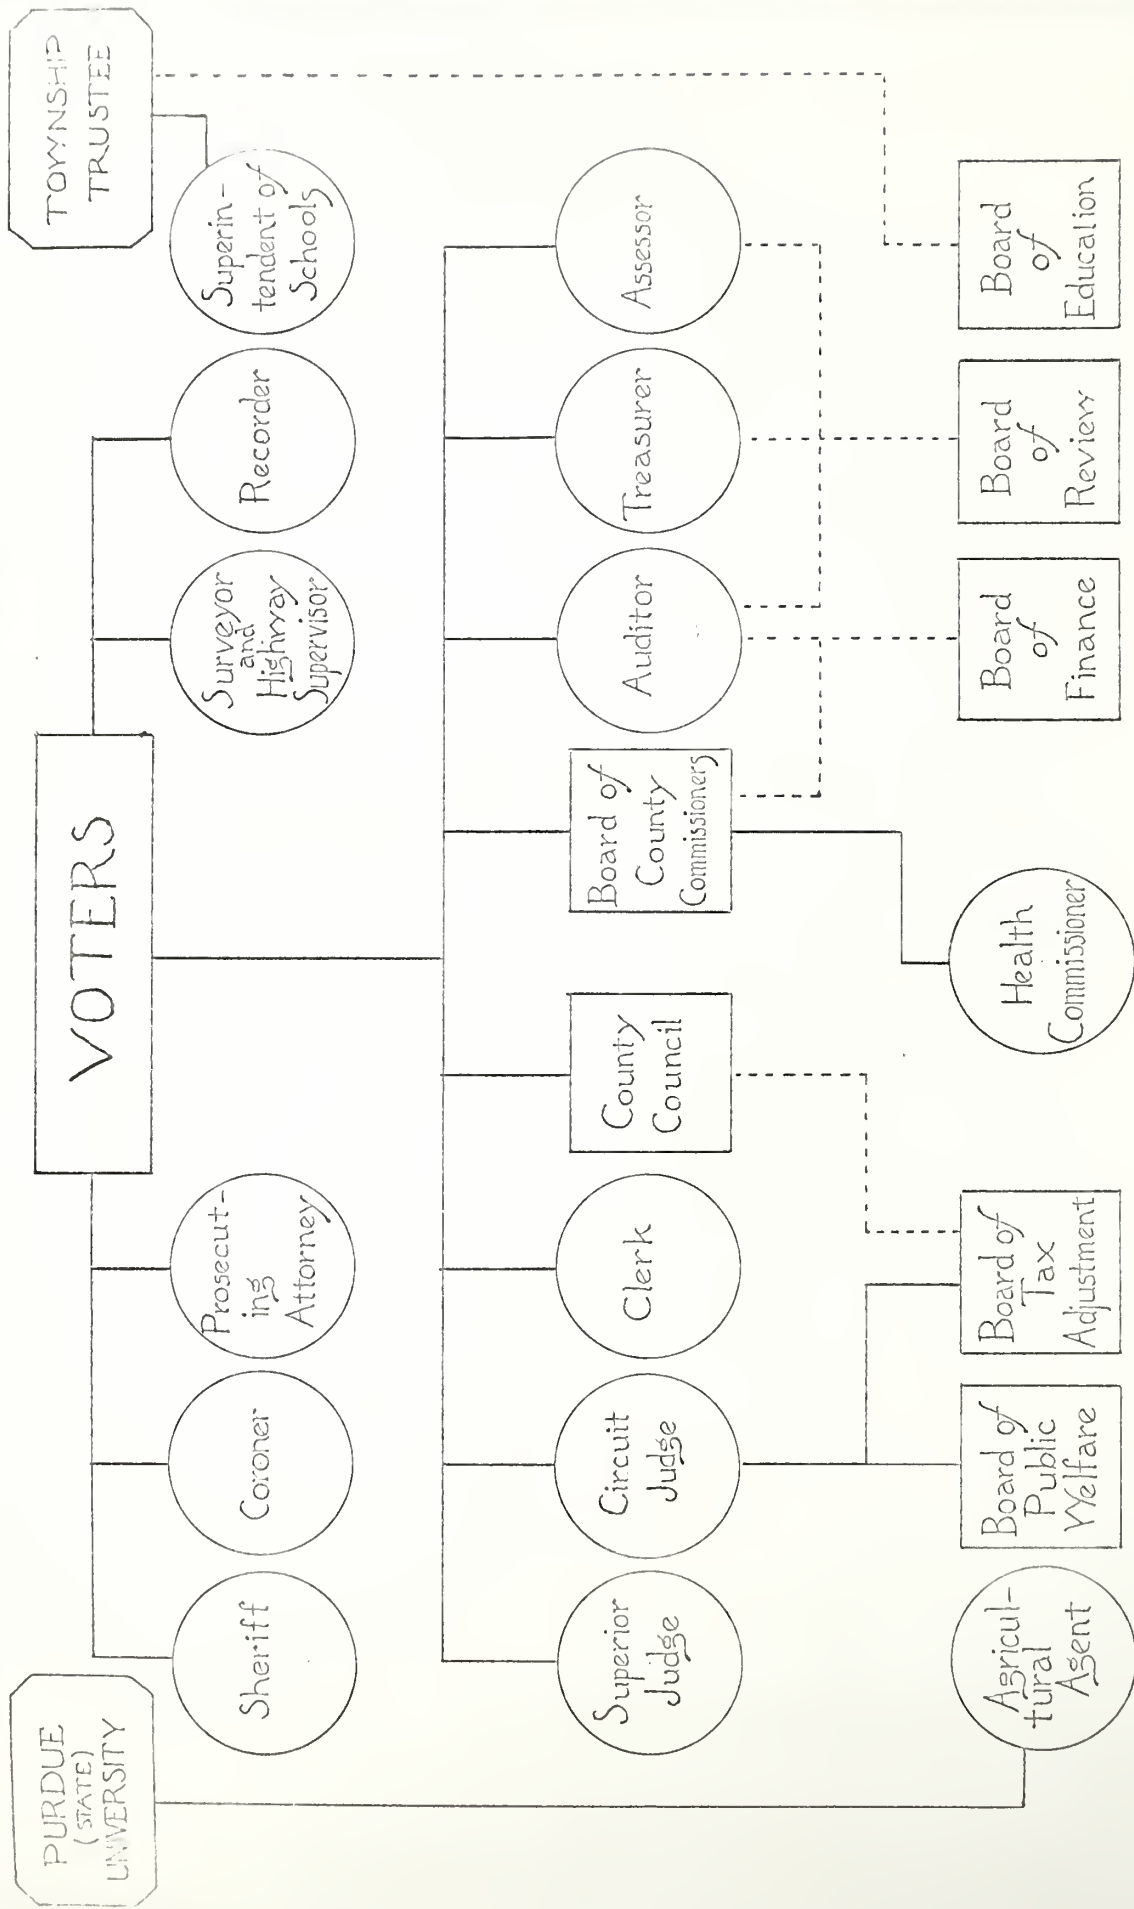 PURDUE
(STATE)
UNIVERSITY
VOTERS
TOWNSHIP
TRUSTEE
Sheriff
Coroner
Prosecut-
ing
Attorney
Surveyor
and
Highway
Supervisor
Recorder
Superin-
tendent of
Schools
Superior
Judge
Circuit
Judge
Clerk
County
Council
Board of
County
Commissioners
Auditor
Treasurer
Assessor
Agricul-
tural
Agent
Board of
Public
Welfare
Board of
Tax
Adjustment
Health
Commissioner
Board
of
Finance
Board
of
Review
Board
of
Education